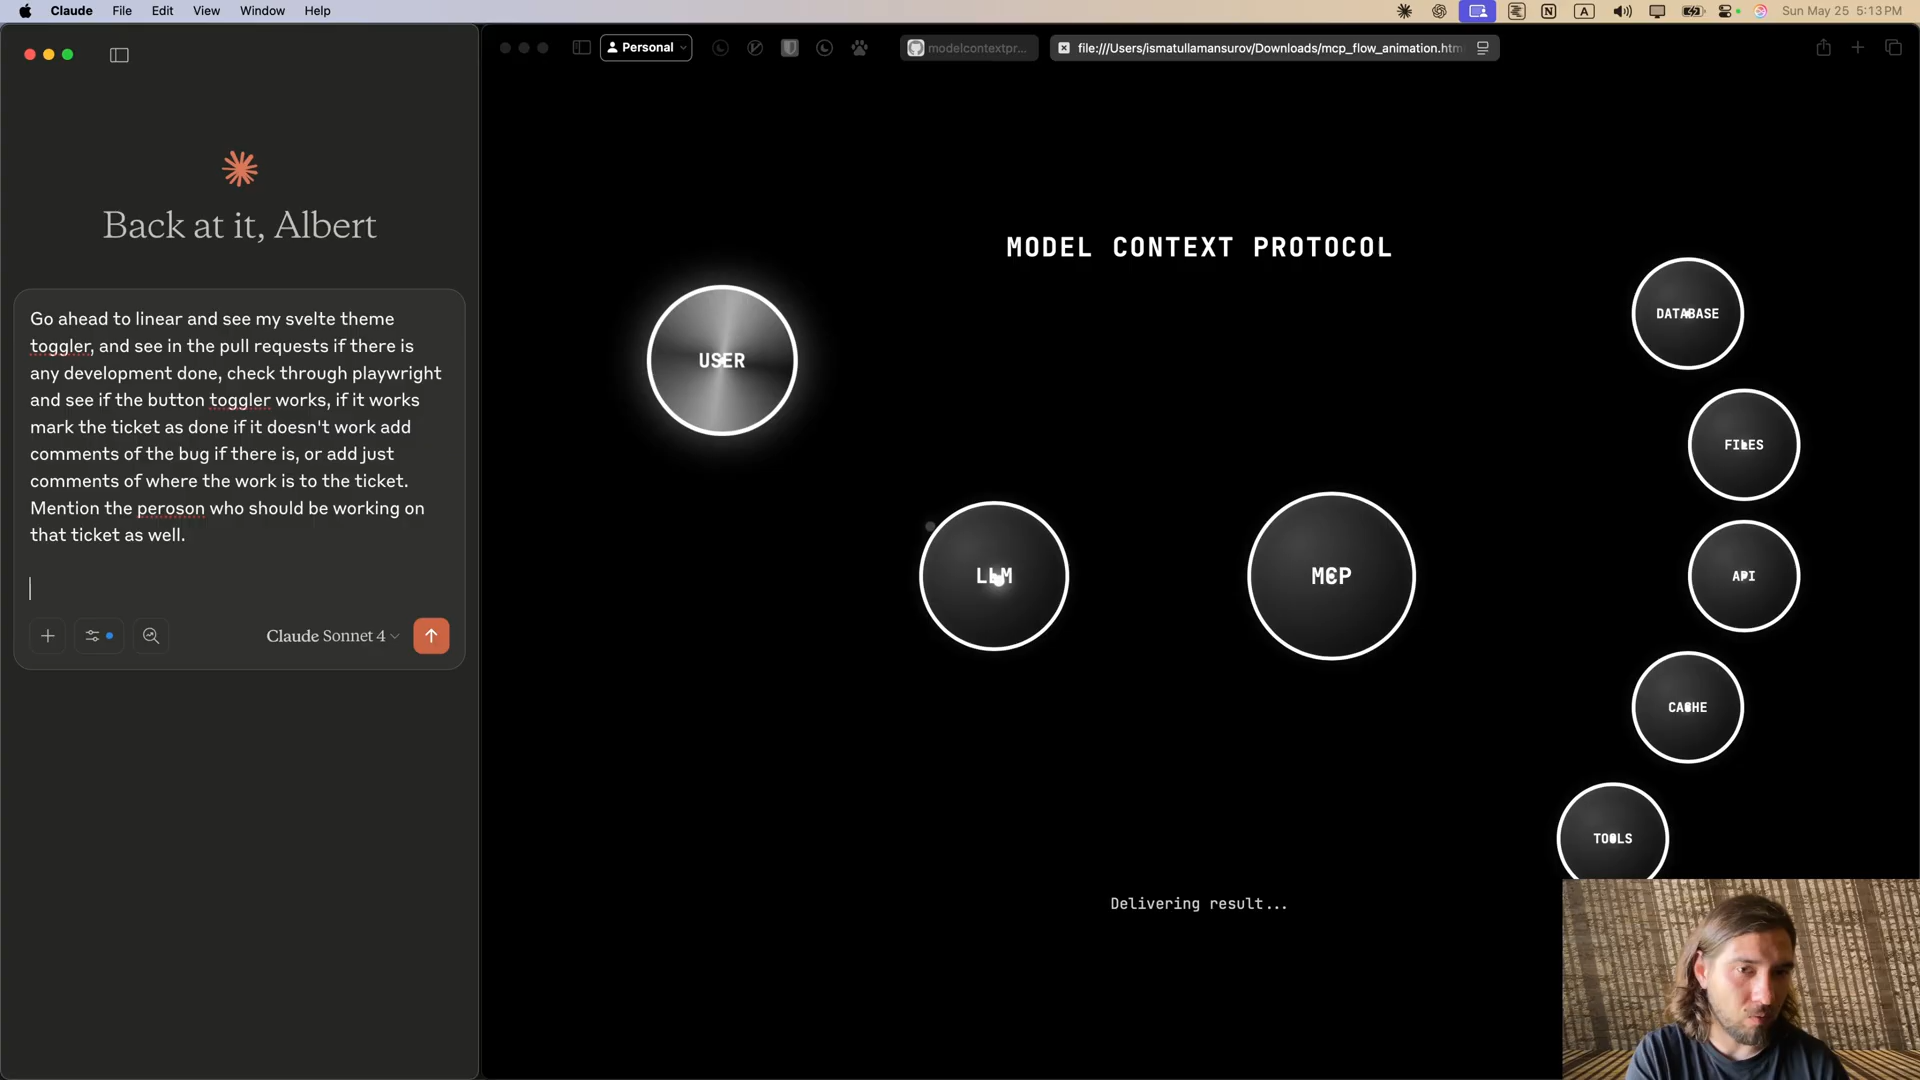 Claude File Edit View Window Help
Sun May 25 5:13 PM
Personal
modelcontextpr...
file:///Users/ismatullamansurov/Downloads/mcp_flow_animation.htm
Back at it, Albert
Go ahead to linear and see my svelte theme
toggler, and see in the pull requests if there is
any development done, check through playwright
and see if the button toggler works, if it works
mark the ticket as done if it doesn't work add
comments of the bug if there is, or add just
comments of where the work is to the ticket.
Mention the peroson who should be working on
that ticket as well.
Claude Sonnet 4
MODEL CONTEXT PROTOCOL
USER
LLM
MCP
DATABASE
FILES
API
CACHE
TOOLS
Delivering result...